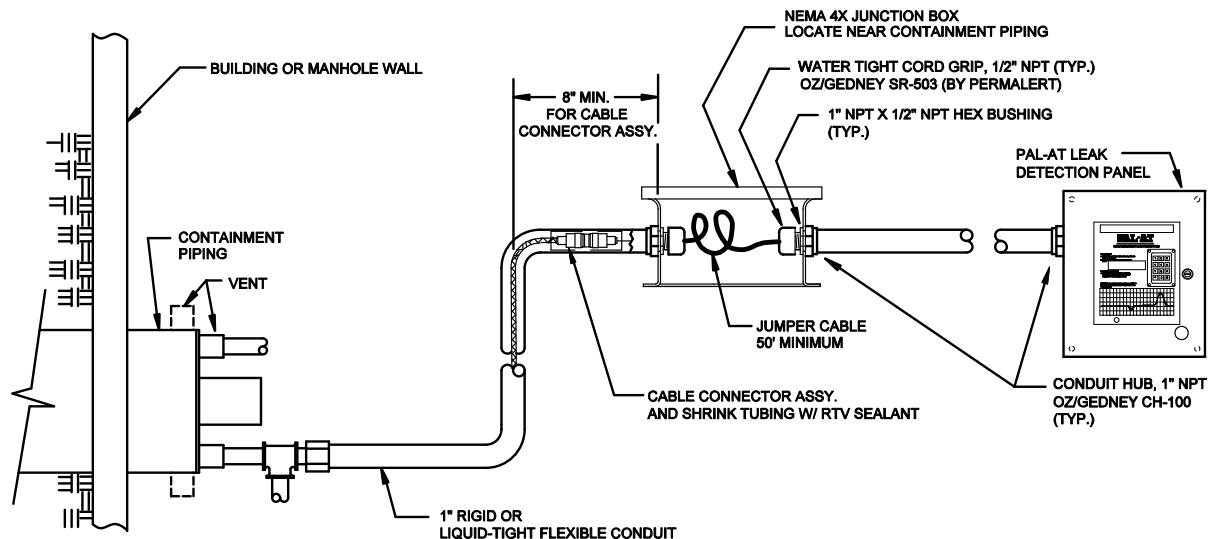 NEMA 4X JUNCTION BOX
LOCATE NEAR CONTAINMENT PIPING
BUILDING OR MANHOLE WALL
WATER TIGHT CORD GRIP, 1/2" NPT (TYP.)
OZ/GEDNEY SR-503 (BY PERMALERT)
8" MIN.
FOR CABLE
CONNECTOR ASSY.
1" NPT X 1/2" NPT HEX BUSHING
(TYP.)
PAL-AT LEAK
DETECTION PANEL
CONTAINMENT
PIPING
VENT
PAL-AT
JUMPER CABLE
50' MINIMUM
CABLE CONNECTOR ASSY.
AND SHRINK TUBING W/ RTV SEALANT
CONDUIT HUB, 1" NPT
OZ/GEDNEY CH-100
(TYP.)
1" RIGID OR
LIQUID-TIGHT FLEXIBLE CONDUIT